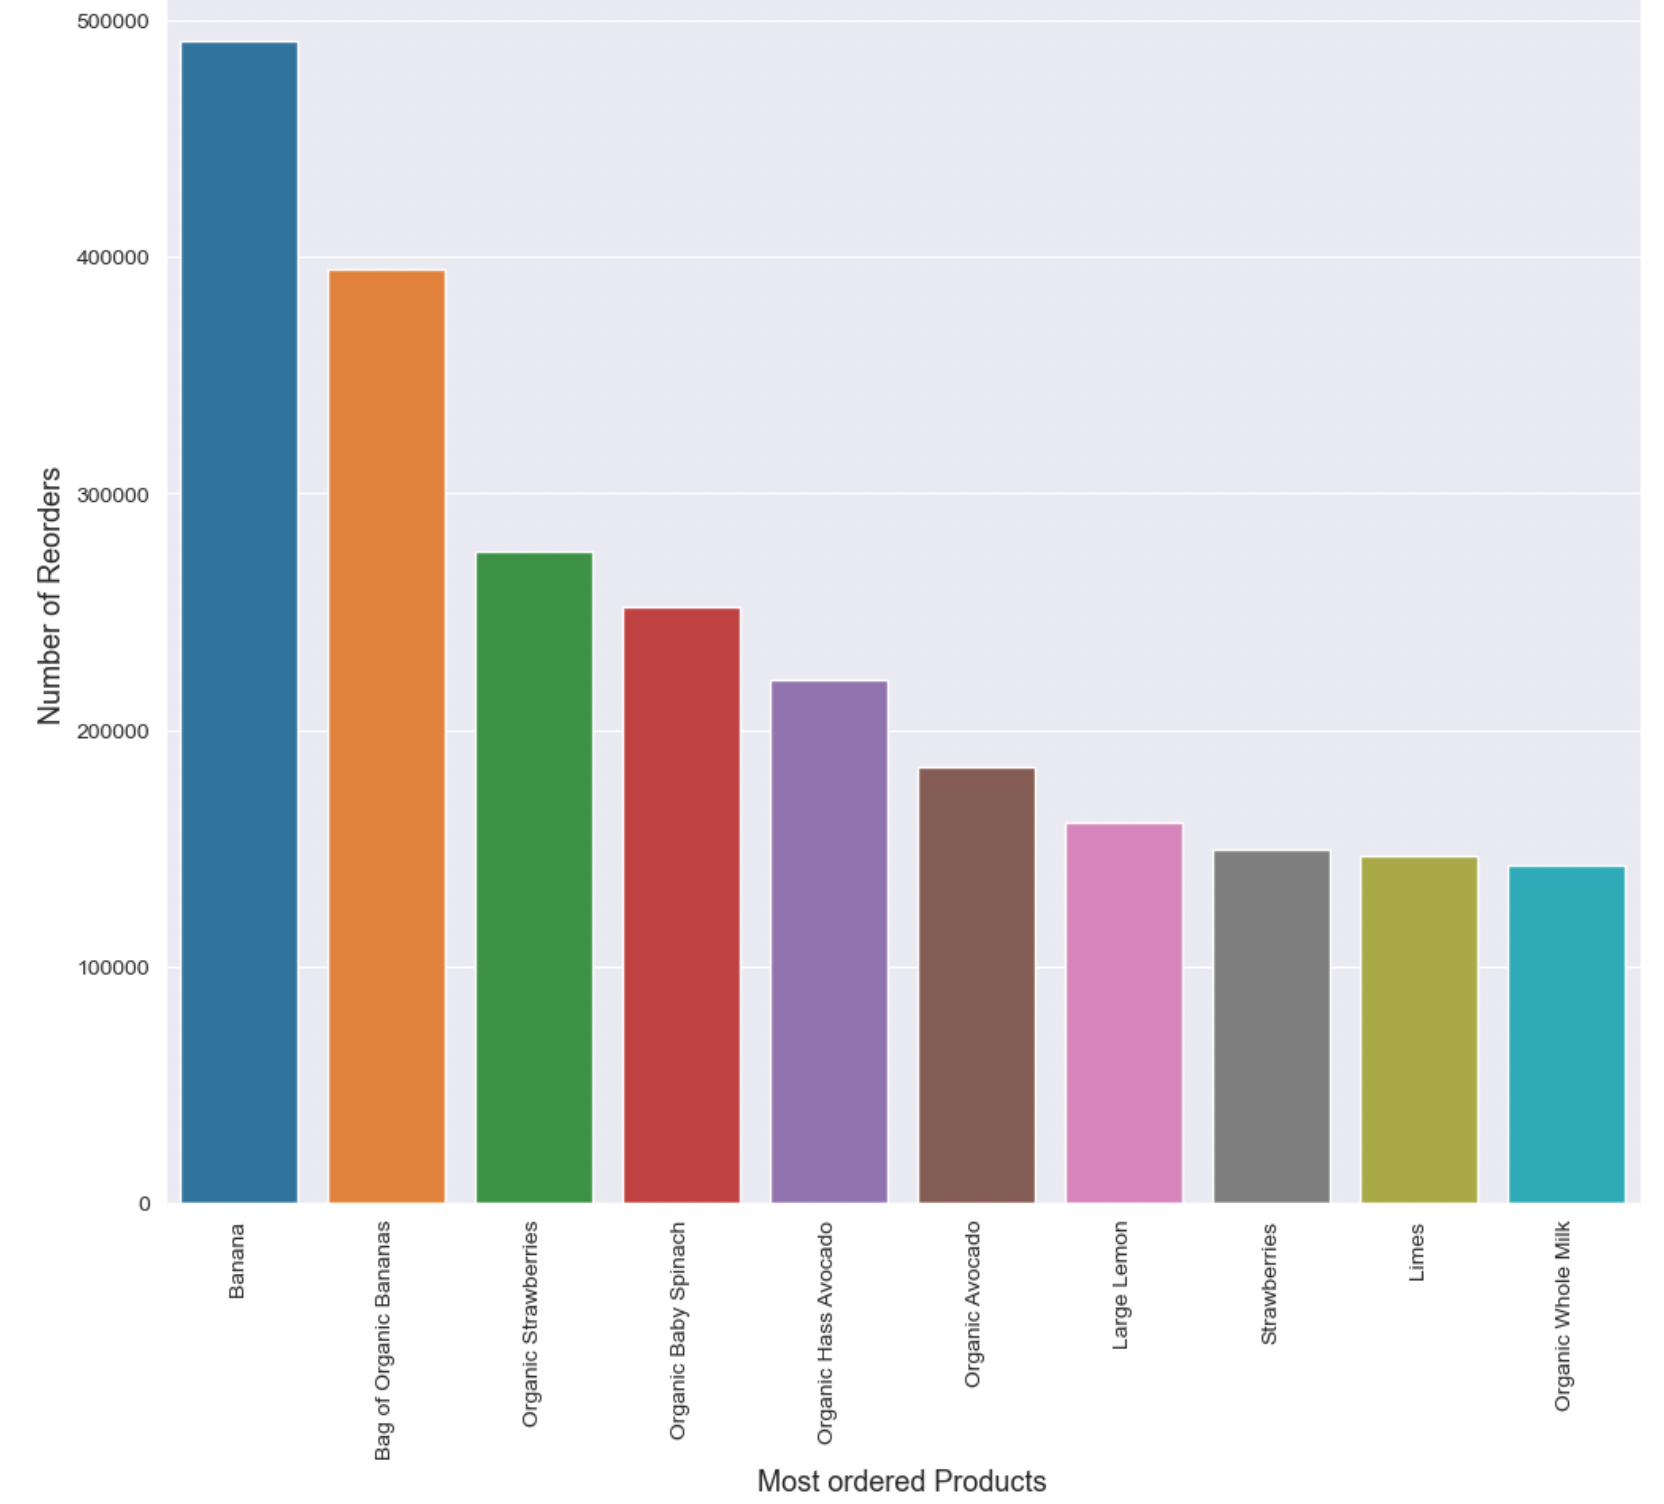 500000
400000
300000
200000
100000
0
Number of Reorders
Banana
Bag of Organic Bananas
Organic Strawberries
Organic Baby Spinach
Organic Hass Avocado
Organic Avocado
Large Lemon
Strawberries
Limes
Organic Whole Milk
Most ordered Products